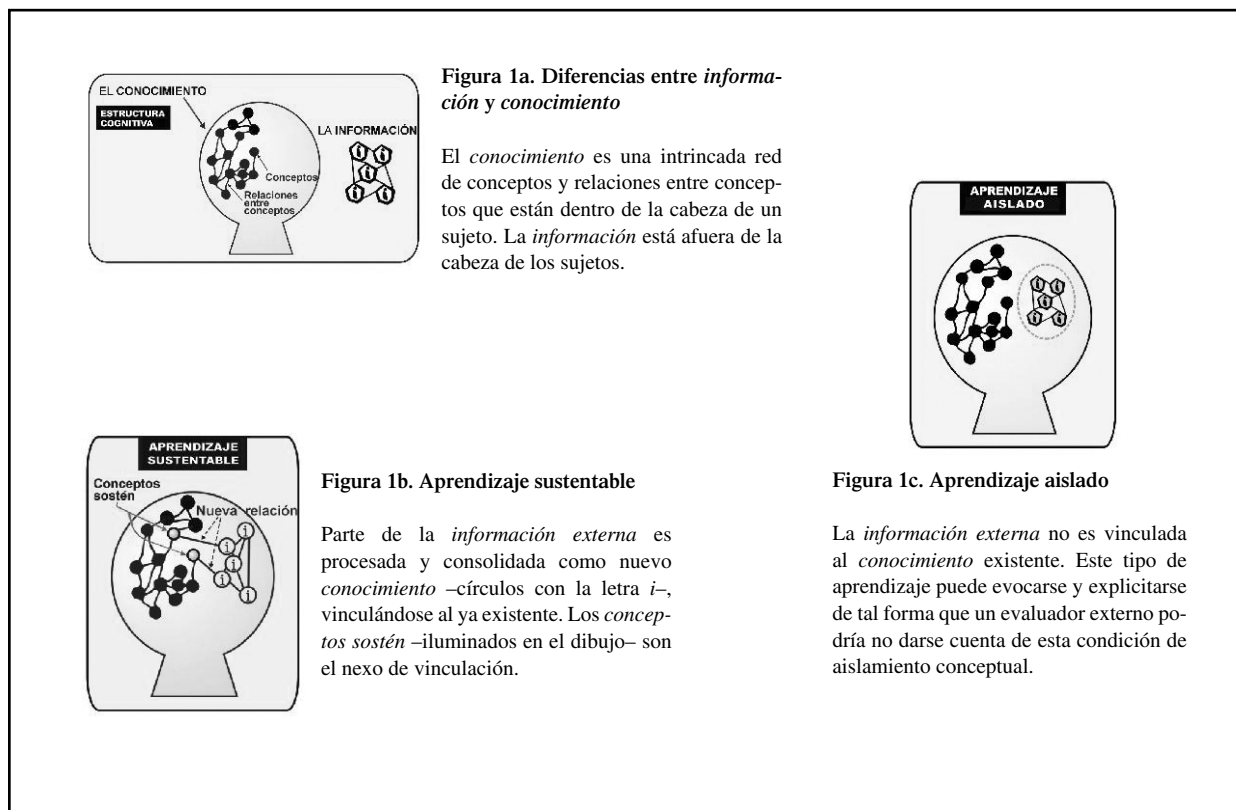 EL CONOCIMIENTO
ESTRUCTURA
COGNITIVA
LA INFORMACIÓN
Conceptos
Relaciones
entre
conceptos
i
i
i
i
i
Figura 1a. Diferencias entre informa-
ción y conocimiento
El conocimiento es una intrincada red
de conceptos y relaciones entre concep-
tos que están dentro de la cabeza de un
sujeto. La información está afuera de la
cabeza de los sujetos.
APRENDIZAJE
SUSTENTABLE
Conceptos
sostén
Nueva relación
i
i
i
i
i
Figura 1b. Aprendizaje sustentable
Parte de la información externa es
procesada y consolidada como nuevo
conocimiento –círculos con la letra i–,
vinculándose al ya existente. Los concep-
tos sostén –iluminados en el dibujo– son
el nexo de vinculación.
APRENDIZAJE
AISLADO
i
i
i
i
i
Figura 1c. Aprendizaje aislado
La información externa no es vinculada
al conocimiento existente. Este tipo de
aprendizaje puede evocarse y explicitarse
de tal forma que un evaluador externo po-
dría no darse cuenta de esta condición de
aislamiento conceptual.